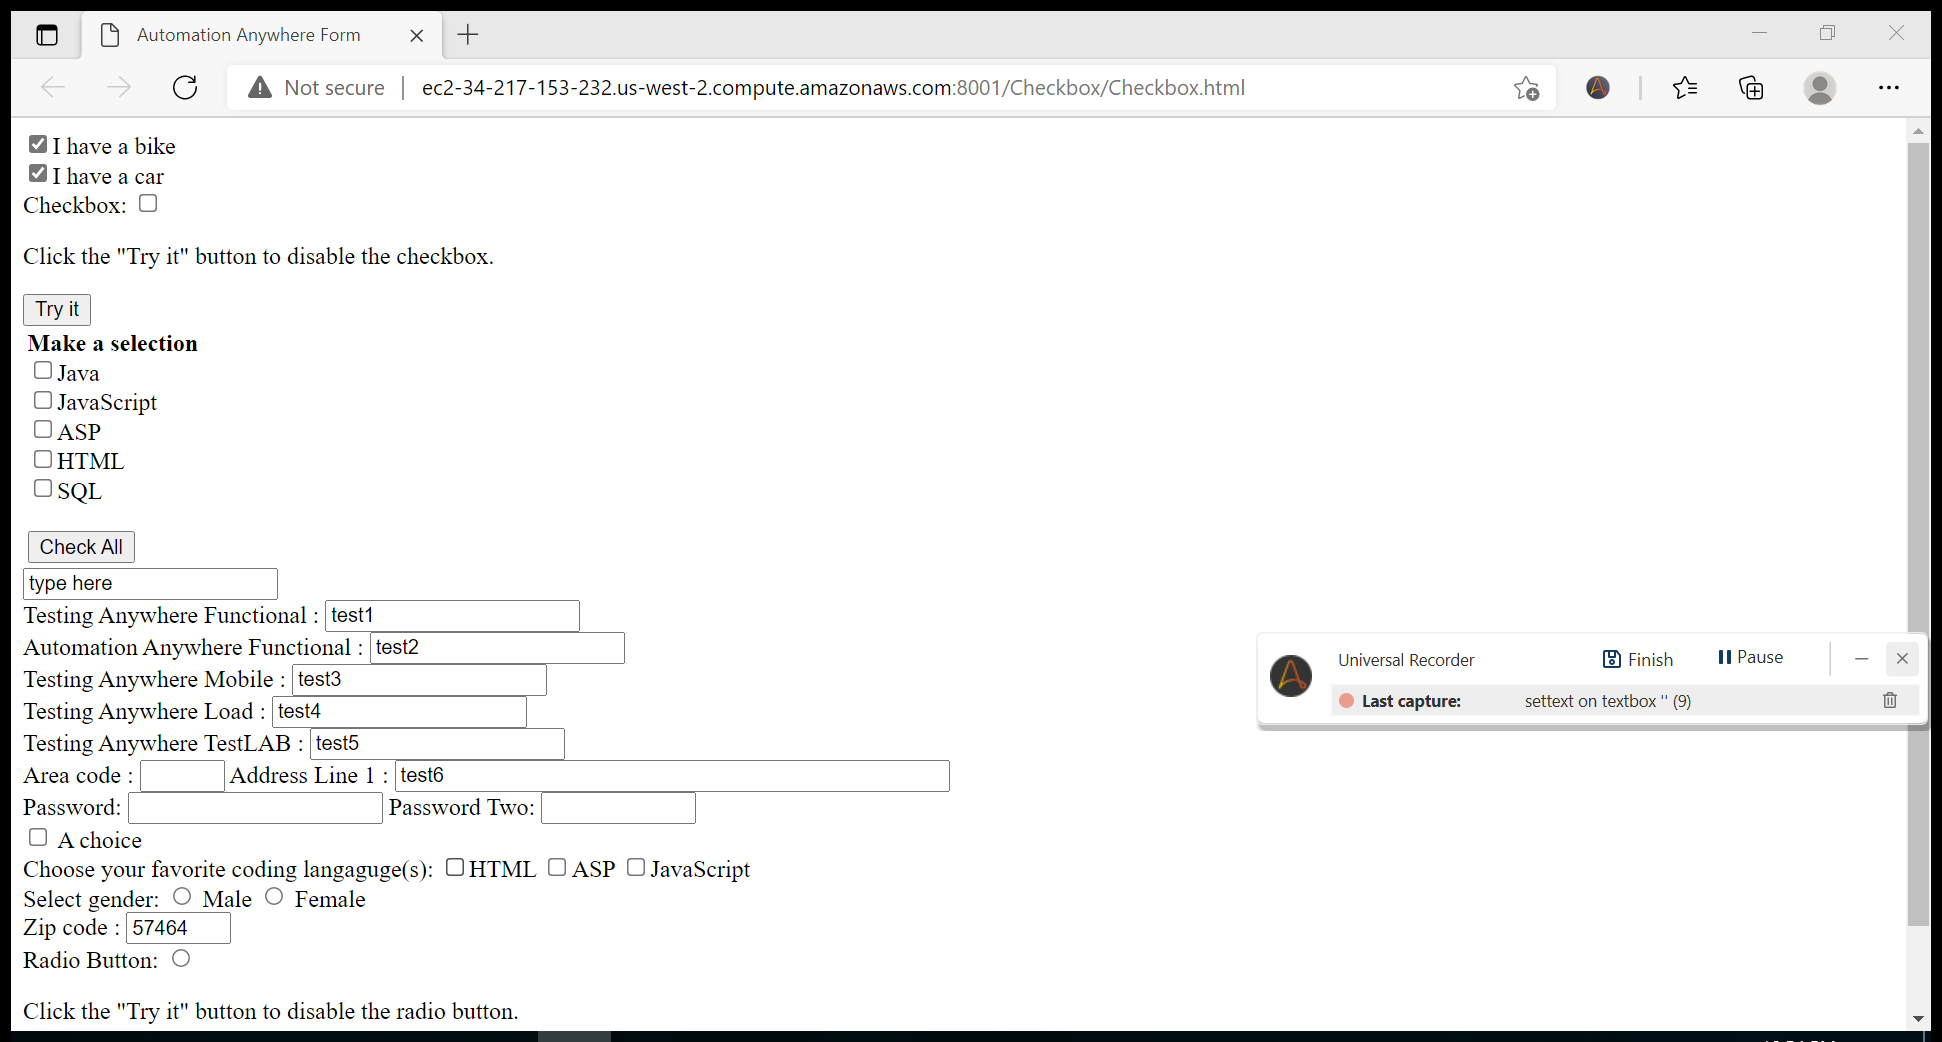 Automation Anywhere Form
Not secure | ec2-34-217-153-232.us-west-2.compute.amazonaws.com:8001/Checkbox/Checkbox.html
I have a bike
I have a car
Checkbox:
Click the "Try it" button to disable the checkbox.
Try it
Make a selection
Java
JavaScript
ASP
HTML
SQL
Check All
type here
Testing Anywhere Functional : test1
Automation Anywhere Functional : test2
Testing Anywhere Mobile : test3
Testing Anywhere Load : test4
Testing Anywhere TestLAB : test5
Area code : Address Line 1 : test6
Password: Password Two:
A choice
Choose your favorite coding langaguge(s): HTML ASP JavaScript
Select gender: Male Female
Zip code : 57464
Radio Button:
Click the "Try it" button to disable the radio button.
Universal Recorder Finish Pause
Last capture: settext on textbox '' (9)